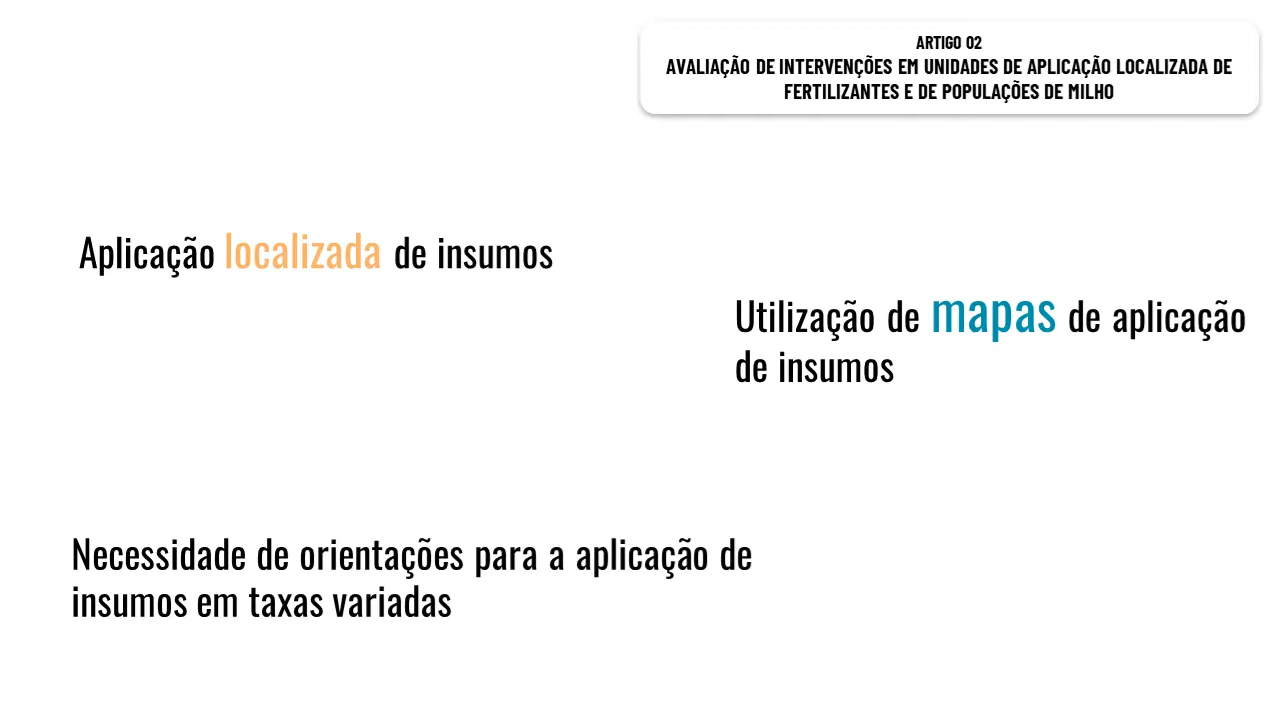 ARTIGO 02
AVALIAÇÃO DE INTERVENÇÕES EM UNIDADES DE APLICAÇÃO LOCALIZADA DE
FERTILIZANTES E DE POPULAÇÕES DE MILHO
Aplicação localizada de insumos
Utilização de mapas de aplicação
de insumos
Necessidade de orientações para a aplicação de
insumos em taxas variadas